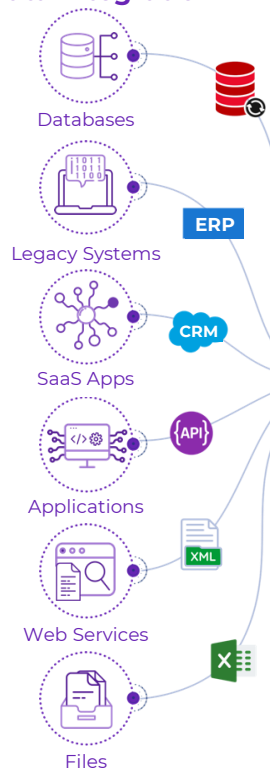 Databases
ERP
Legacy Systems
CRM
SaaS Apps
{API}
Applications
XML
Web Services
X
Files